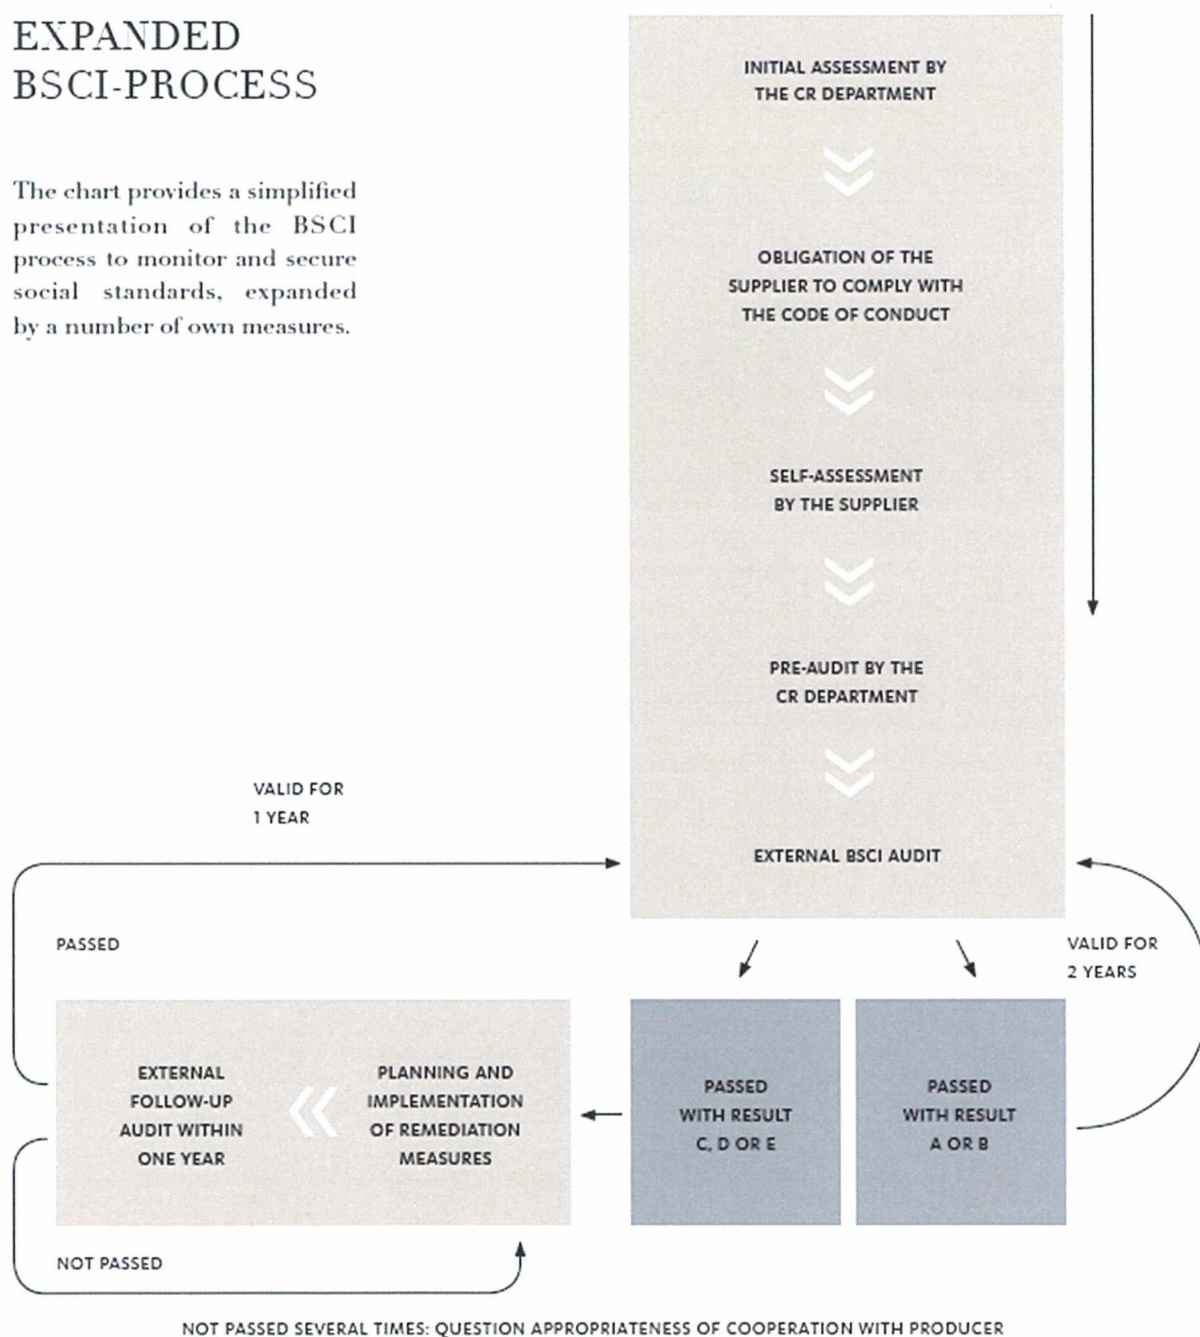 EXPANDED
BSCI-PROCESS
The chart provides a simplified
presentation of the BSCI
process to monitor and secure
social standards, expanded
by a number of own measures.
INITIAL ASSESSMENT BY
THE CR DEPARTMENT
OBLIGATION OF THE
SUPPLIER TO COMPLY WITH
THE CODE OF CONDUCT
SELF-ASSESSMENT
BY THE SUPPLIER
PRE-AUDIT BY THE
CR DEPARTMENT
EXTERNAL BSCI AUDIT
VALID FOR
1 YEAR
PASSED
VALID FOR
2 YEARS
EXTERNAL
FOLLOW-UP
AUDIT WITHIN
ONE YEAR
PLANNING AND
IMPLEMENTATION
OF REMEDIATION
MEASURES
PASSED
WITH RESULT
C, D OR E
PASSED
WITH RESULT
A OR B
NOT PASSED
NOT PASSED SEVERAL TIMES: QUESTION APPROPRIATENESS OF COOPERATION WITH PRODUCER